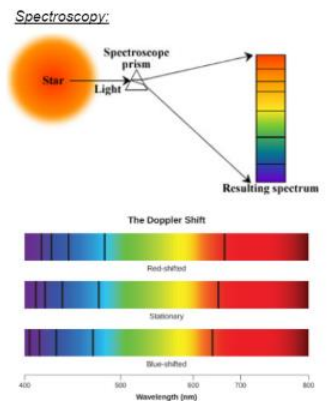 Spectroscopy:
Spectroscope
prism
Star
Light
Resulting spectrum
The Doppler Shift
Red-shifted
Stationary
Blue-shifted
400 500 600 700 800
Wavelength (nm)